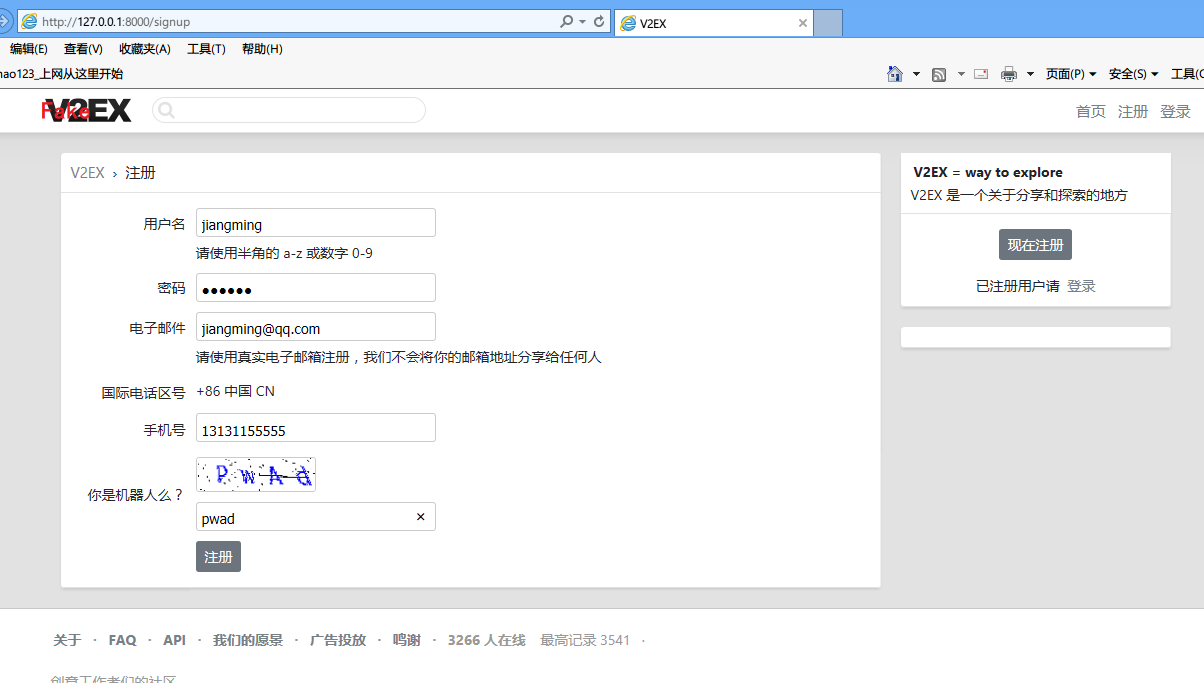 http://127.0.0.1:8000/signup
V2EX
编辑(E) 查看(V) 收藏夹(A) 工具(T) 帮助(H)
hao123_上网从这里开始
页面(P) 安全(S) 工具(O
V2EX
Fake
首页 注册 登录
V2EX › 注册
用户名 jiangming
请使用半角的 a-z 或数字 0-9
密码 ●●●●●●
电子邮件 jiangming@qq.com
请使用真实电子邮箱注册，我们不会将你的邮箱地址分享给任何人
国际电话区号 +86 中国 CN
手机号 13131155555
PwAd
你是机器人么？
pwad ×
注册
V2EX = way to explore
V2EX 是一个关于分享和探索的地方
现在注册
已注册用户请 登录
关于 · FAQ · API · 我们的愿景 · 广告投放 · 鸣谢 · 3266 人在线 最高记录 3541 ·
创意工作者们的社区